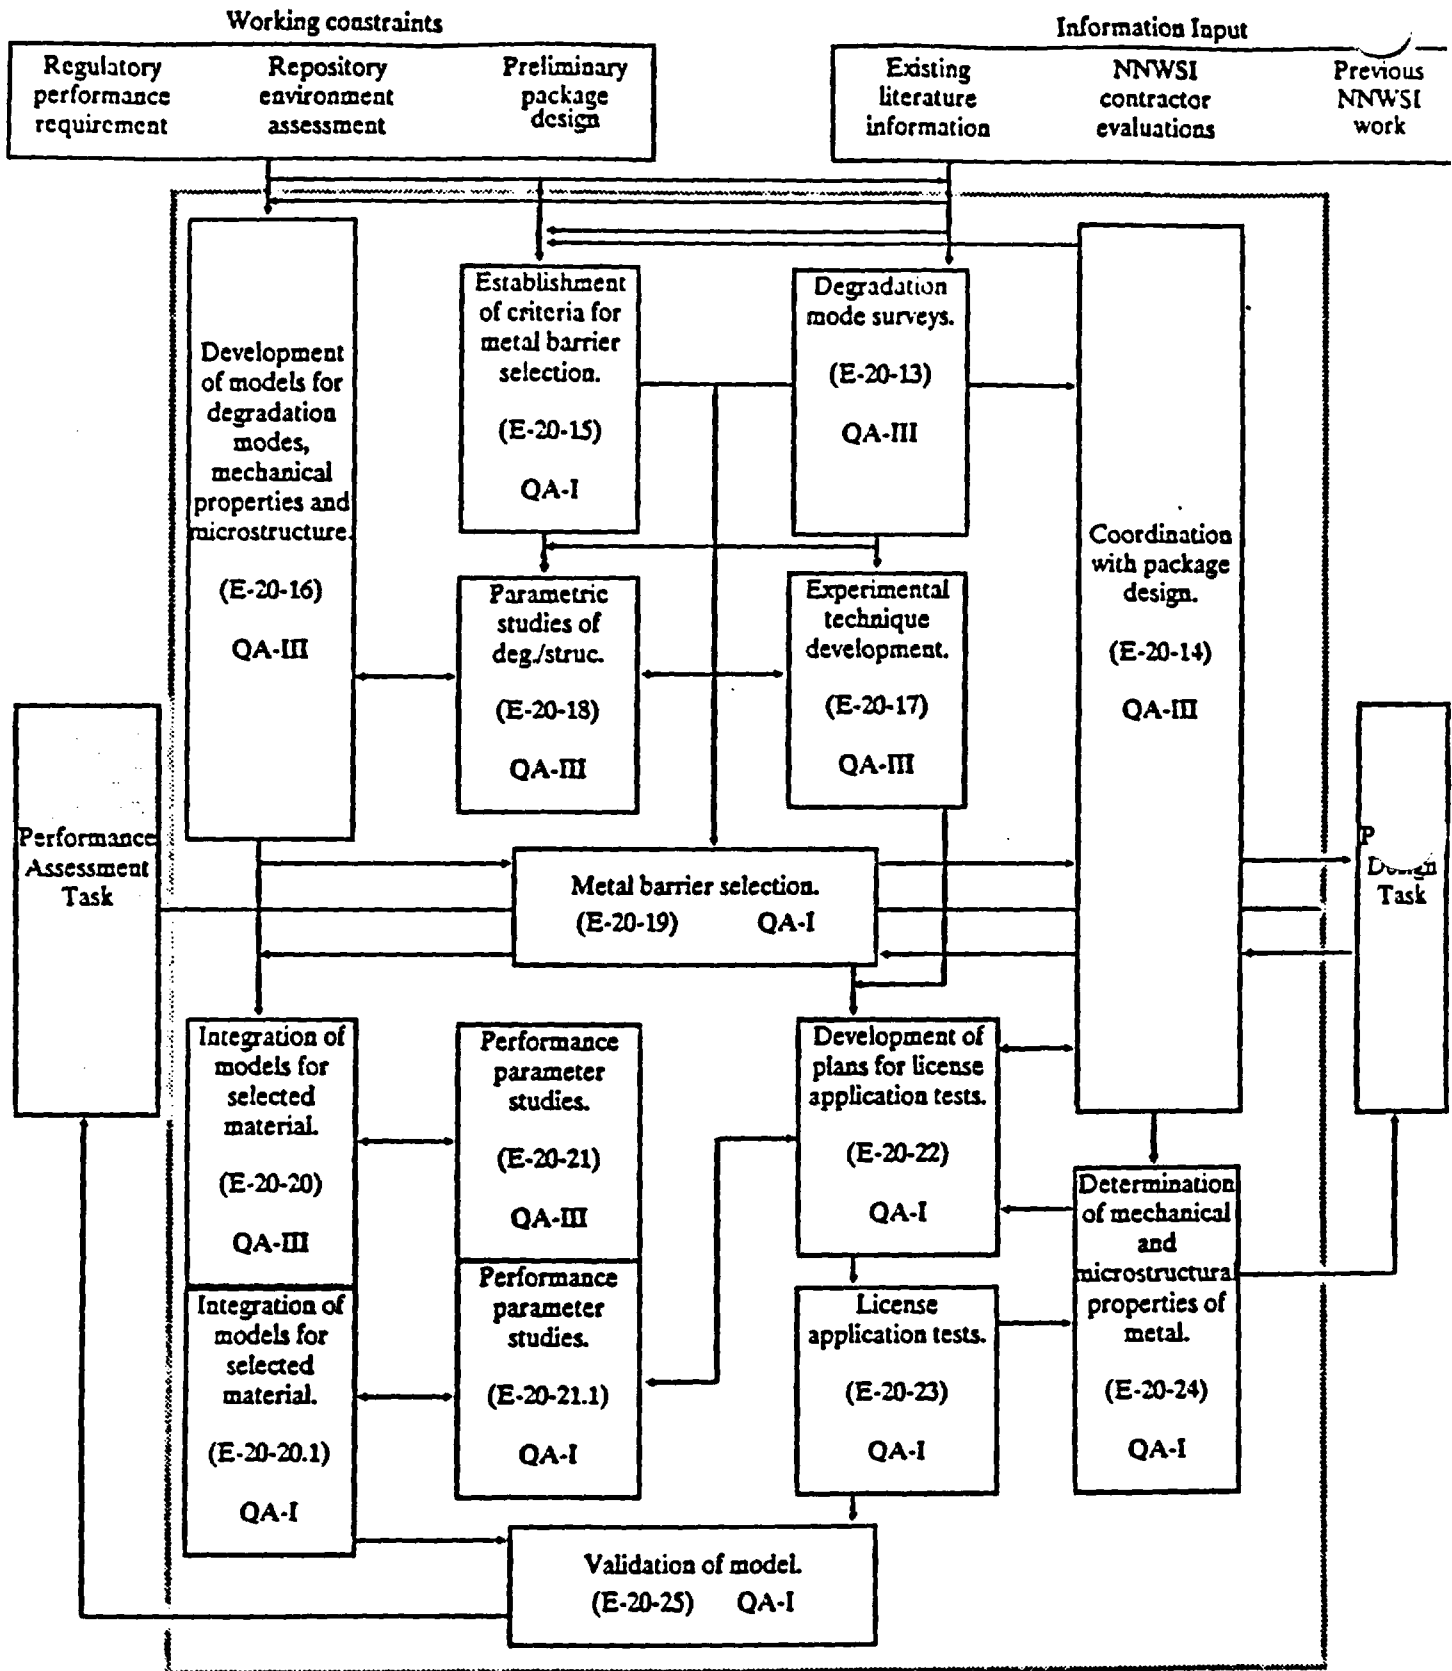 Working constraints
Regulatory
performance
requirement
Repository
environment
assessment
Preliminary
package
design
Information Input
Existing
literature
information
NNWSI
contractor
evaluations
Previous
NNWSI
work
Development
of models for
degradation
modes,
mechanical
properties and
microstructure.
(E-20-16)
QA-III
Establishment
of criteria for
metal barrier
selection.
(E-20-15)
QA-I
Degradation
mode surveys.
(E-20-13)
QA-III
Coordination
with package
design.
(E-20-14)
QA-III
Parametric
studies of
deg./struc.
(E-20-18)
QA-III
Experimental
technique
development.
(E-20-17)
QA-III
Performance
Assessment
Task
Metal barrier selection.
(E-20-19) QA-I
P
Design
Task
Integration of
models for
selected
material.
(E-20-20)
QA-III
Performance
parameter
studies.
(E-20-21)
QA-III
Development of
plans for license
application tests.
(E-20-22)
QA-I
Determination
of mechanical
and
microstructural
properties of
metal.
(E-20-24)
QA-I
Integration of
models for
selected
material.
(E-20-20.1)
QA-I
Performance
parameter
studies.
(E-20-21.1)
QA-I
License
application tests.
(E-20-23)
QA-I
Validation of model.
(E-20-25) QA-I